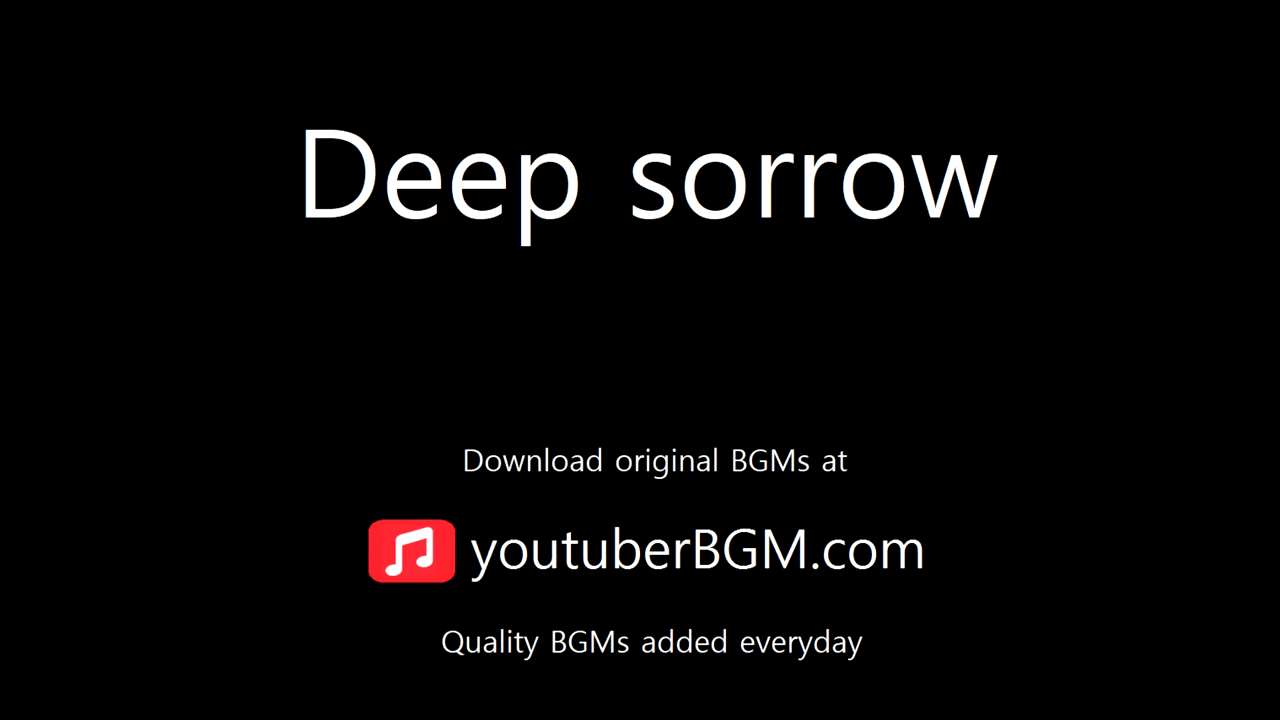 Deep sorrow
Download original BGMs at
youtuberBGM.com
Quality BGMs added everyday